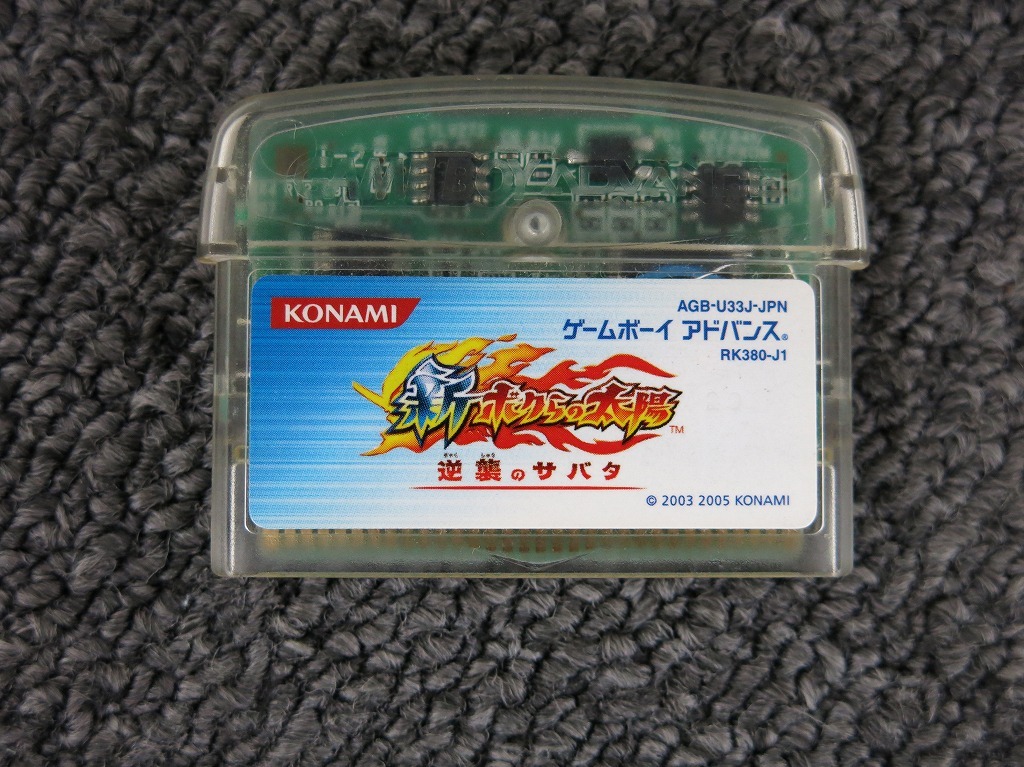 KONAMI
AGB-U33J-JPN
ゲームボーイ アドバンス®
RK380-J1
新ボクらの太陽™
ぎゃく しゅう
逆襲のサバタ
© 2003 2005 KONAMI